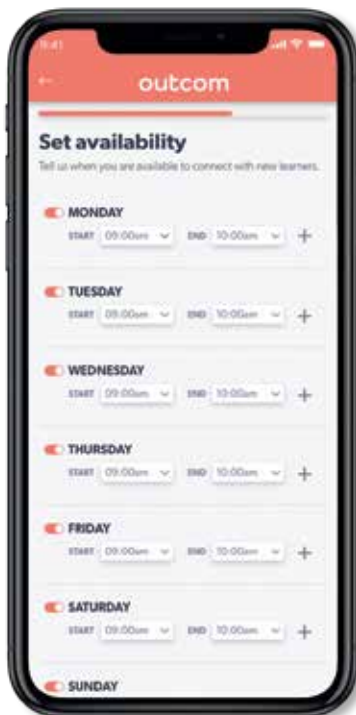 11:41
outcom
Set availability
Tell us when you are available to connect with new learners.
MONDAY
START 09:00am END 10:00am +
TUESDAY
START 09:00am END 10:00am +
WEDNESDAY
START 09:00am END 10:00am +
THURSDAY
START 09:00am END 10:00am +
FRIDAY
START 09:00am END 10:00am +
SATURDAY
START 09:00am END 10:00am +
SUNDAY